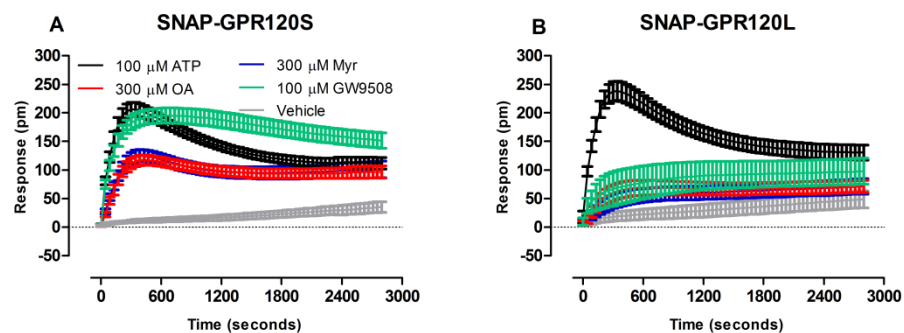 A
SNAP-GPR120S
Response (pm)
300
250
200
150
100
50
0
-50
100 μM ATP
300 μM OA
300 μM Myr
100 μM GW9508
Vehicle
0
600
1200
1800
2400
3000
Time (seconds)
B
SNAP-GPR120L
Response (pm)
300
250
200
150
100
50
0
-50
0
600
1200
1800
2400
3000
Time (seconds)